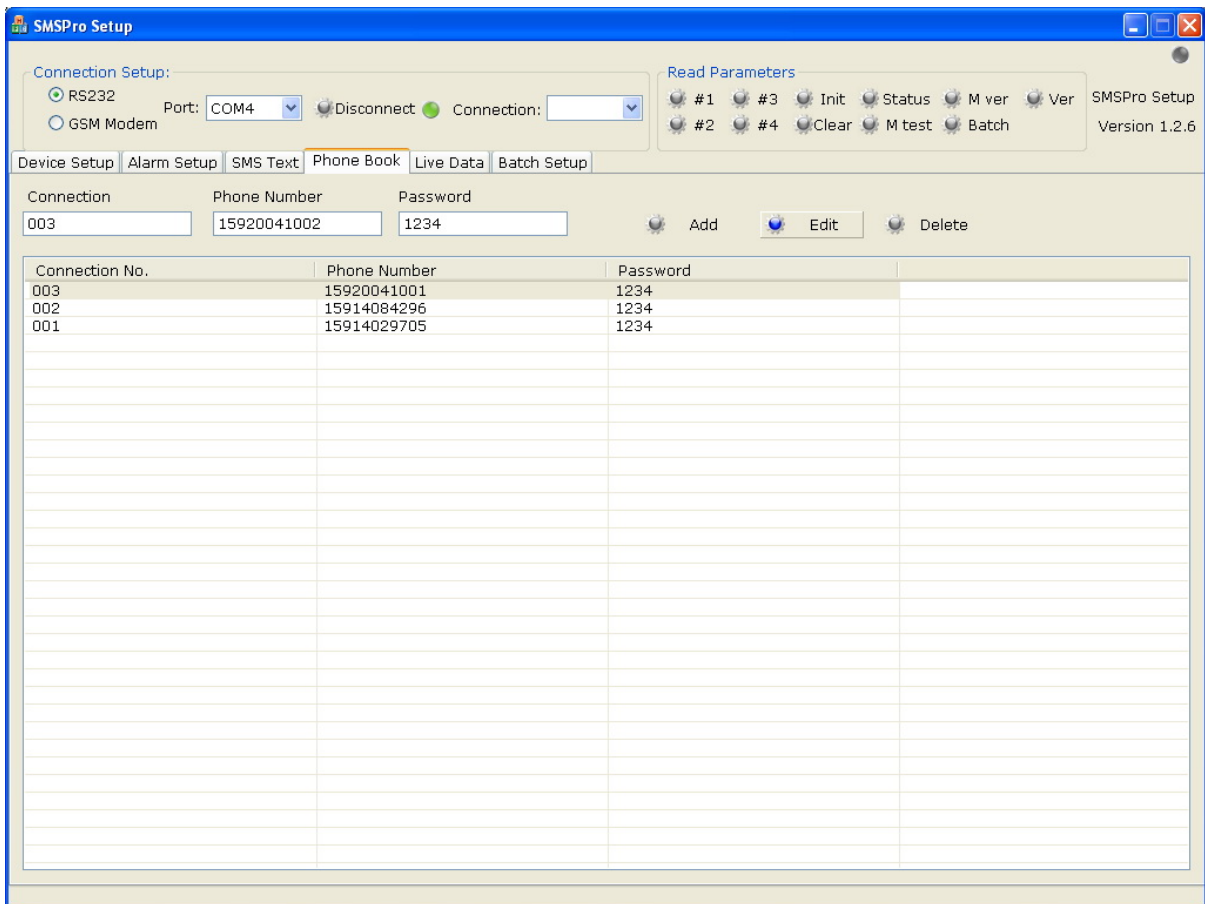 SMSPro Setup
Connection Setup:
RS232
GSM Modem
Port: COM4
Disconnect
Connection:
Read Parameters
#1 #3 Init Status M ver Ver
#2 #4 Clear M test Batch
SMSPro Setup
Version 1.2.6
Device Setup Alarm Setup SMS Text Phone Book Live Data Batch Setup
Connection Phone Number Password
003 15920041002 1234 Add Edit Delete
Connection No. Phone Number Password
003 15920041001 1234
002 15914084296 1234
001 15914029705 1234